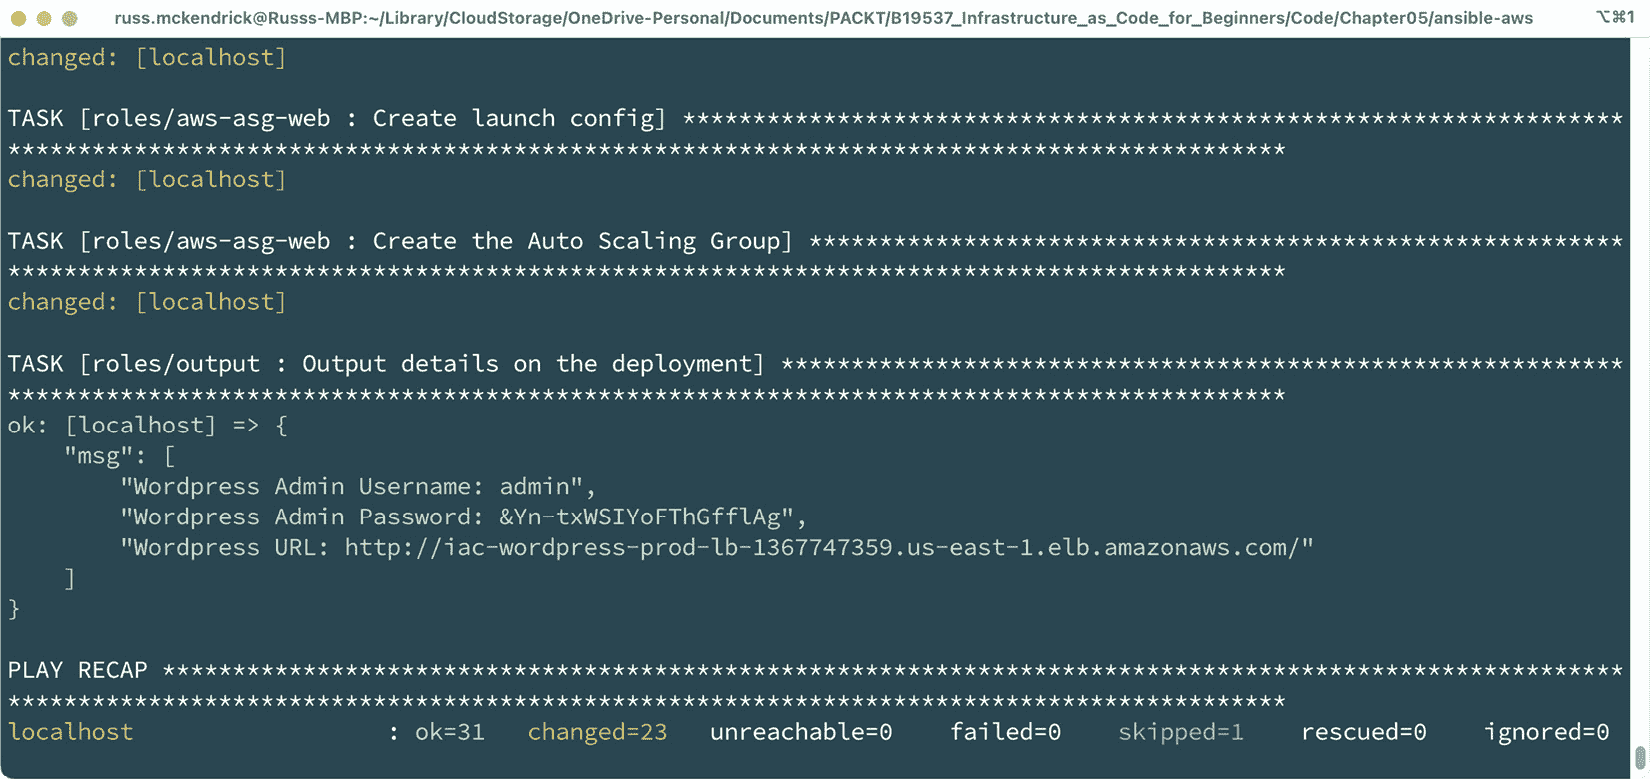 russ.mckendrick@Russs-MBP:~/Library/CloudStorage/OneDrive-Personal/Documents/PACKT/B19537_Infrastructure_as_Code_for_Beginners/Code/Chapter05/ansible-aws ⌥⌘1
changed: [localhost]
TASK [roles/aws-asg-web : Create launch config] *******************************************************************
*******************************************************************************************
changed: [localhost]
TASK [roles/aws-asg-web : Create the Auto Scaling Group] **********************************************************
*******************************************************************************************
changed: [localhost]
TASK [roles/output : Output details on the deployment] ************************************************************
*******************************************************************************************
ok: [localhost] => {
"msg": [
"Wordpress Admin Username: admin",
"Wordpress Admin Password: &Yn-txWSIYoFThGfflAg",
"Wordpress URL: http://iac-wordpress-prod-lb-1367747359.us-east-1.elb.amazonaws.com/"
]
}
PLAY RECAP ********************************************************************************************************
*******************************************************************************************
localhost : ok=31 changed=23 unreachable=0 failed=0 skipped=1 rescued=0 ignored=0